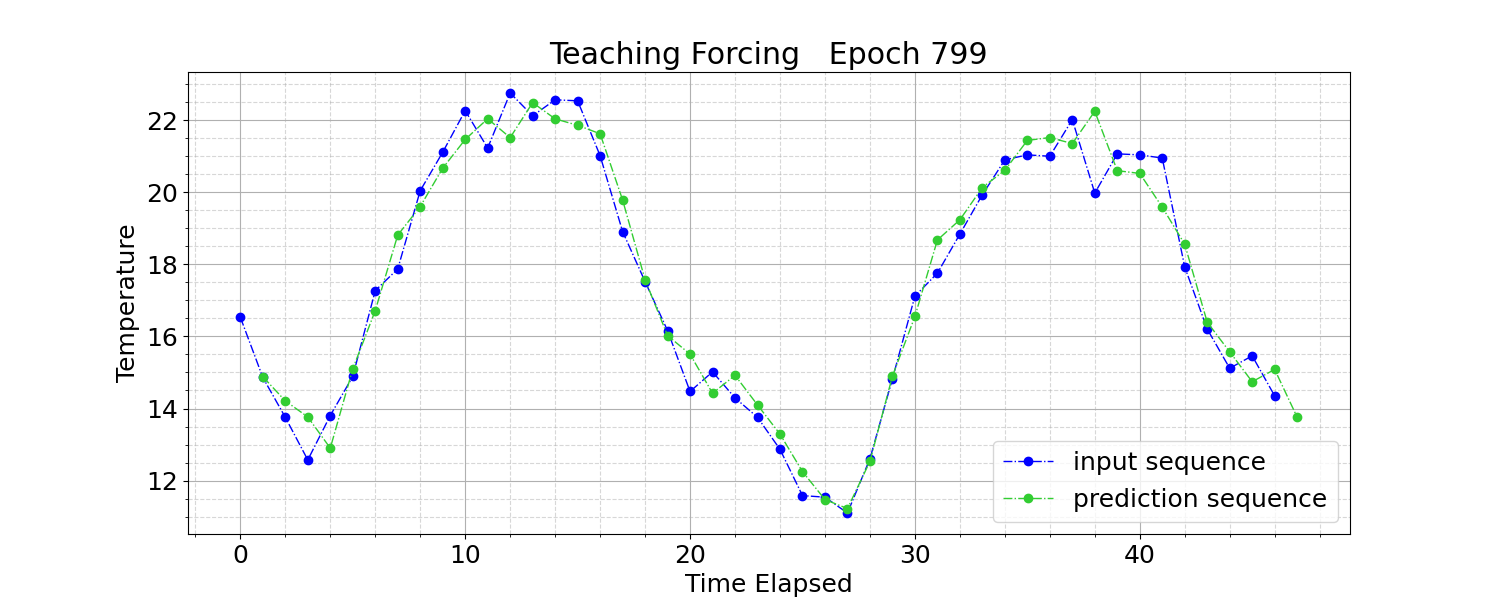 Teaching Forcing   Epoch 799
Temperature
22
20
18
16
14
12
input sequence
prediction sequence
0 10 20 30 40
Time Elapsed